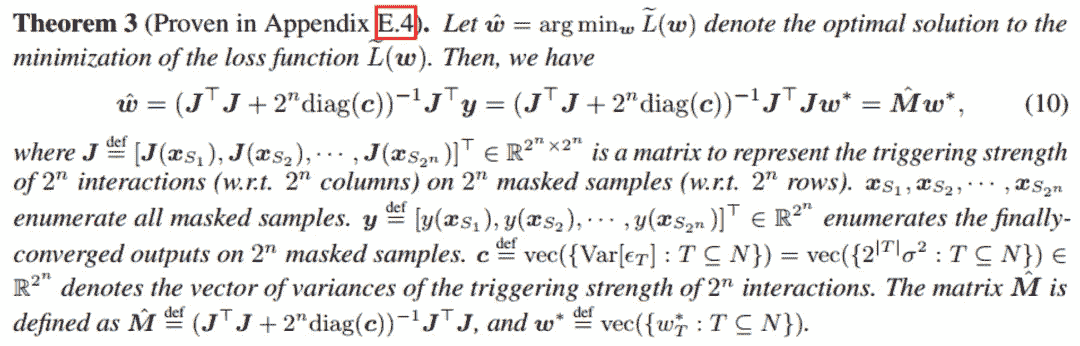 Theorem 3 (Proven in Appendix E.4). Let ŵ = arg min_w L̃(w) denote the optimal solution to the
minimization of the loss function L̃(w). Then, we have
ŵ = (J^⊤J + 2^n diag(c))^{-1} J^⊤y = (J^⊤J + 2^n diag(c))^{-1} J^⊤Jw* = M̂w*, (10)
where J ≝ [J(x_{S_1}), J(x_{S_2}), ⋯ , J(x_{S_{2^n}})]^⊤ ∈ ℝ^{2^n×2^n} is a matrix to represent the triggering strength
of 2^n interactions (w.r.t. 2^n columns) on 2^n masked samples (w.r.t. 2^n rows). x_{S_1}, x_{S_2}, ⋯ , x_{S_{2^n}}
enumerate all masked samples. y ≝ [y(x_{S_1}), y(x_{S_2}), ⋯ , y(x_{S_{2^n}})]^⊤ ∈ ℝ^{2^n} enumerates the finally-
converged outputs on 2^n masked samples. c ≝ vec({Var[ϵ_T] : T ⊆ N}) = vec({2^{|T|}σ^2 : T ⊆ N}) ∈
ℝ^{2^n} denotes the vector of variances of the triggering strength of 2^n interactions. The matrix M̂ is
defined as M̂ ≝ (J^⊤J + 2^n diag(c))^{-1} J^⊤J, and w* ≝ vec({w*_T : T ⊆ N}).